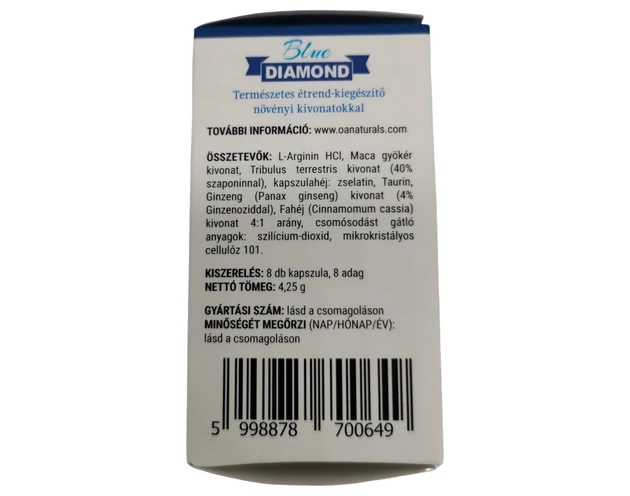 Blue
DIAMOND
Természetes étrend-kiegészítő
növényi kivonatokkal
TOVÁBBI INFORMÁCIÓ: www.oanaturals.com
ÖSSZETEVŐK: L-Arginin HCl, Maca gyökér
kivonat, Tribulus terrestris kivonat (40%
szaponinnal), kapszulahéj: zselatin, Taurin,
Ginzeng (Panax ginseng) kivonat (4%
Ginzenoziddal), Fahéj (Cinnamomum cassia)
kivonat 4:1 arány, csomósodást gátló
anyagok: szilícium-dioxid, mikrokristályos
cellulóz 101.
KISZERELÉS: 8 db kapszula, 8 adag
NETTÓ TÖMEG: 4,25 g
GYÁRTÁSI SZÁM: lásd a csomagoláson
MINŐSÉGÉT MEGŐRZI (NAP/HÓNAP/ÉV):
lásd a csomagoláson
5 998878 700649